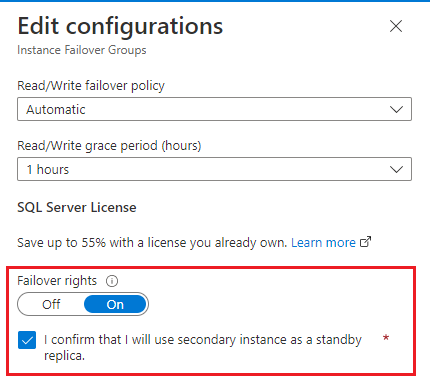 Edit configurations
Instance Failover Groups
Read/Write failover policy
Automatic
Read/Write grace period (hours)
1 hours
SQL Server License
Save up to 55% with a license you already own. Learn more
Failover rights
Off On
I confirm that I will use secondary instance as a standby *
replica.